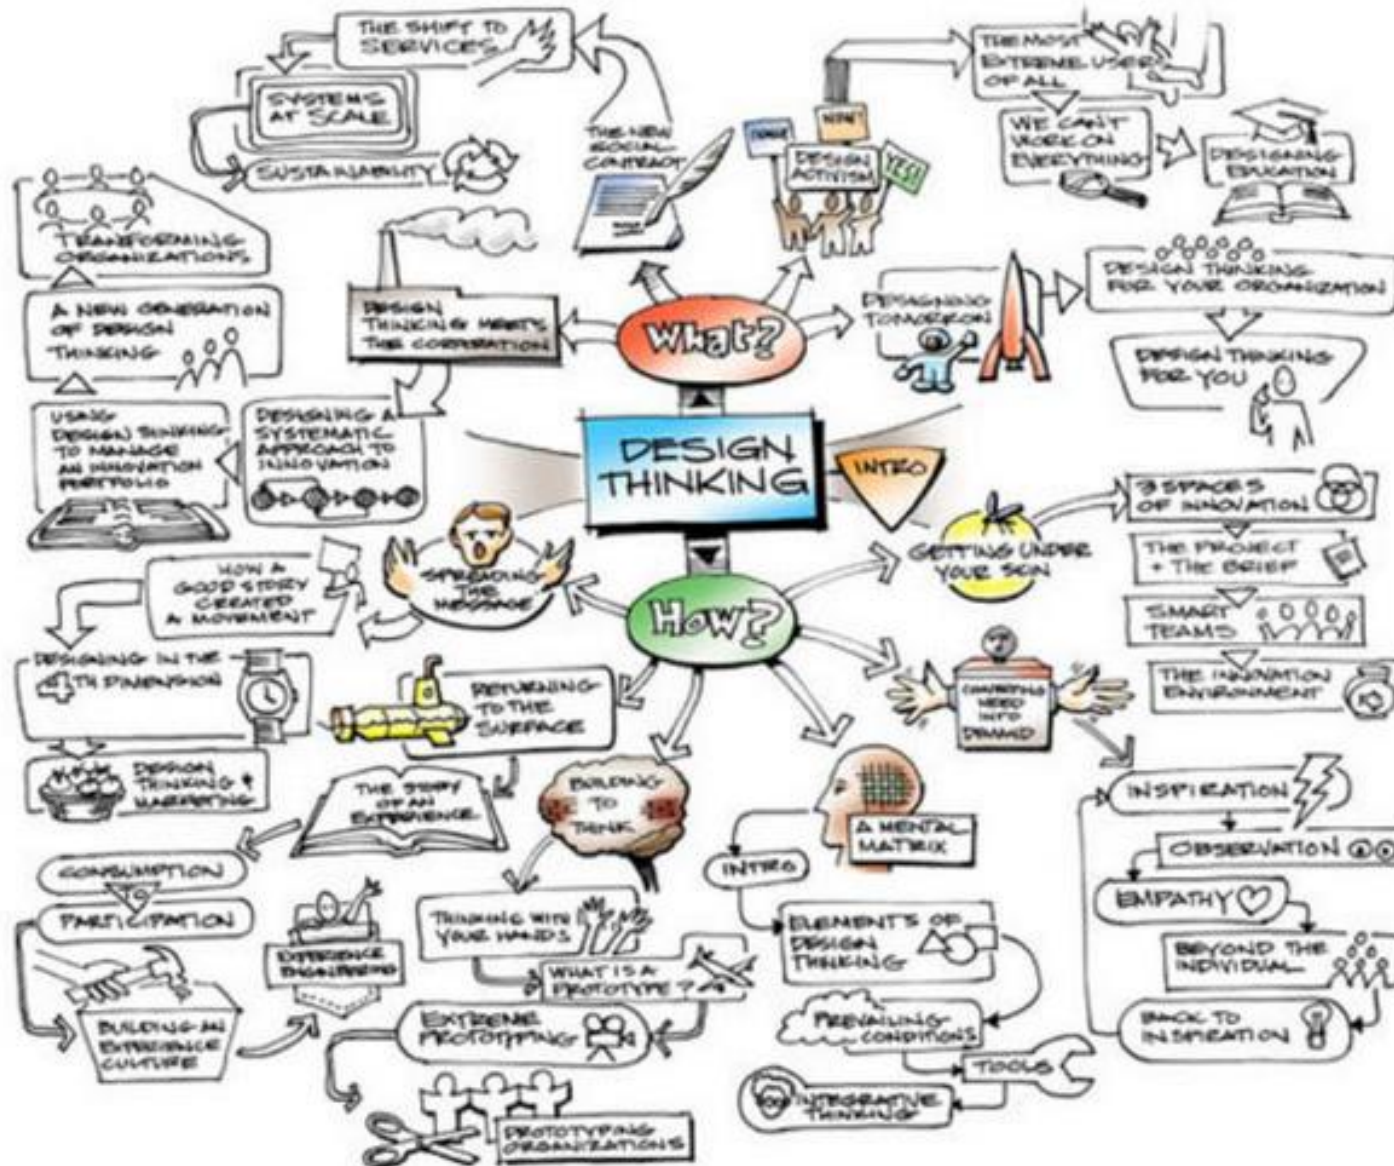 THE SHIFT TO
SERVICES
SYSTEMS
AT SCALE
SUSTAINABILITY
THE NEW
SOCIAL
CONTRACT
NOW!
YES!
DESIGN
ACTIVISM
THE MOST
EXTREME USERS
OF ALL
WE CAN'T
WORK ON
EVERYTHING
DESIGNING
EDUCATION
TRANSFORMING
ORGANIZATIONS
A NEW GENERATION
OF DESIGN
THINKING
USING
DESIGN THINKING
TO MANAGE
AN INNOVATION
PORTFOLIO
DESIGNING A
SYSTEMATIC
APPROACH TO
INNOVATION
DESIGN
THINKING MEETS
THE CORPORATION
What?
DESIGNING
TOMORROW
DESIGN THINKING
FOR YOUR ORGANIZATION
DESIGN THINKING
FOR YOU
DESIGN
THINKING
INTRO
How?
GETTING UNDER
YOUR SKIN
3 SPACES
OF INNOVATION
THE PROJECT
+ THE BRIEF
SMART
TEAMS
THE INNOVATION
ENVIRONMENT
SPREADING
THE
MESSAGE
HOW A
GOOD STORY
CREATED
A MOVEMENT
DESIGNING IN THE
4TH DIMENSION
DESIGN
THINKING +
MARKETING
RETURNING
TO THE
SURFACE
THE STORY
OF AN
EXPERIENCE
CONSUMPTION
TO
PARTICIPATION
BUILDING AN
EXPERIENCE
CULTURE
EXPERIENCE
ENGINEERING
BUILDING
TO
THINK
THINKING WITH
YOUR HANDS
WHAT IS A
PROTOTYPE?
EXTREME
PROTOTYPING
PROTOTYPING
ORGANIZATIONS
A MENTAL
MATRIX
INTRO
ELEMENTS OF
DESIGN
THINKING
PREVAILING
CONDITIONS
TOOLS
INTEGRATIVE
THINKING
CONVERTING
NEED
INTO
DEMAND
INSPIRATION
OBSERVATION
EMPATHY
BEYOND THE
INDIVIDUAL
BACK TO
INSPIRATION